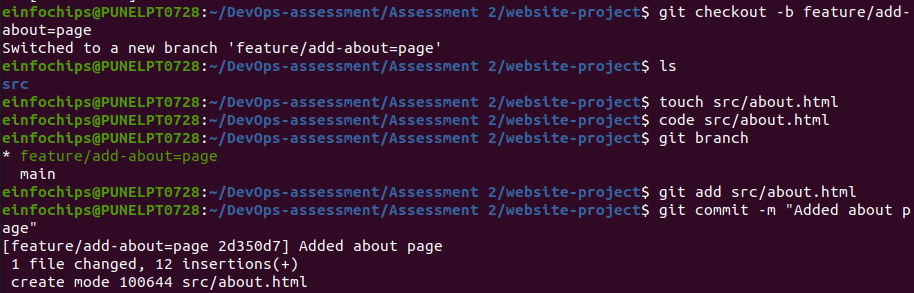 einfochips@PUNELPT0728:~/DevOps-assessment/Assessment 2/website-project$ git checkout -b feature/add-
about=page
Switched to a new branch 'feature/add-about=page'
einfochips@PUNELPT0728:~/DevOps-assessment/Assessment 2/website-project$ ls
src
einfochips@PUNELPT0728:~/DevOps-assessment/Assessment 2/website-project$ touch src/about.html
einfochips@PUNELPT0728:~/DevOps-assessment/Assessment 2/website-project$ code src/about.html
einfochips@PUNELPT0728:~/DevOps-assessment/Assessment 2/website-project$ git branch
* feature/add-about=page
  main
einfochips@PUNELPT0728:~/DevOps-assessment/Assessment 2/website-project$ git add src/about.html
einfochips@PUNELPT0728:~/DevOps-assessment/Assessment 2/website-project$ git commit -m "Added about p
age"
[feature/add-about=page 2d350d7] Added about page
 1 file changed, 12 insertions(+)
 create mode 100644 src/about.html